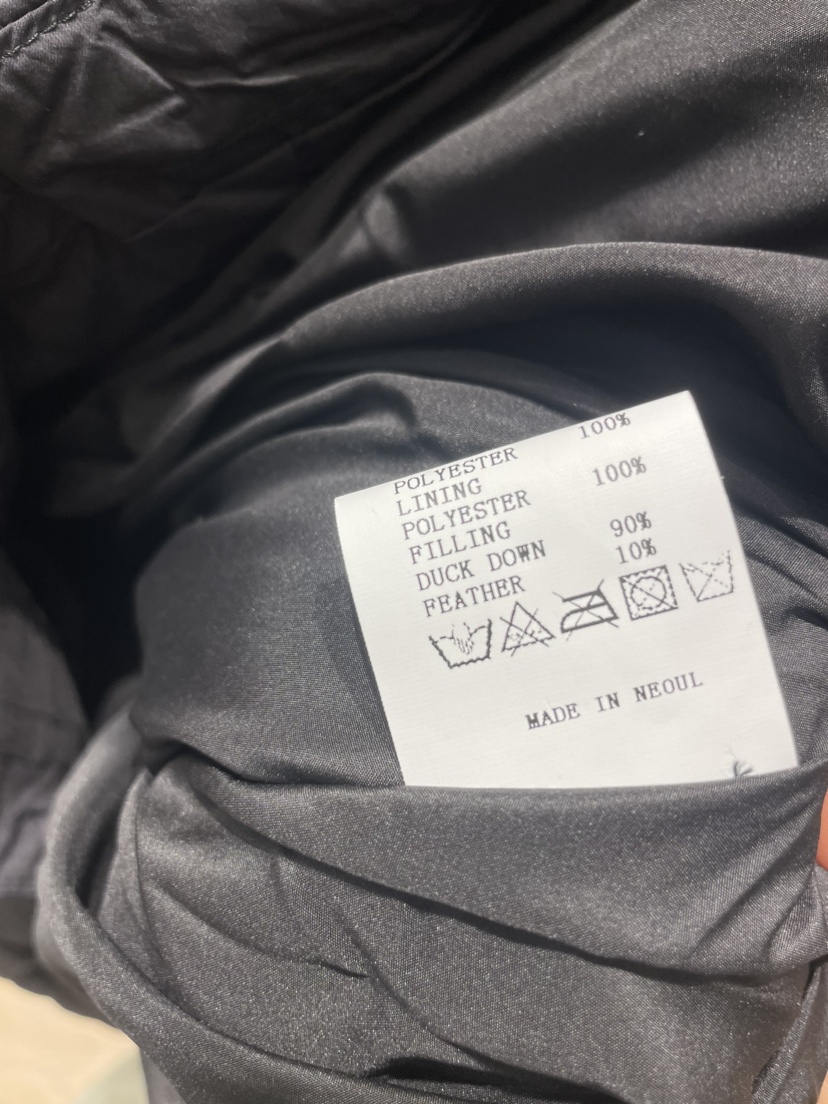 POLYESTER 100%
LINING
POLYESTER 100%
FILLING
DUCK DOWN 90%
FEATHER 10%
MADE IN NEOUL